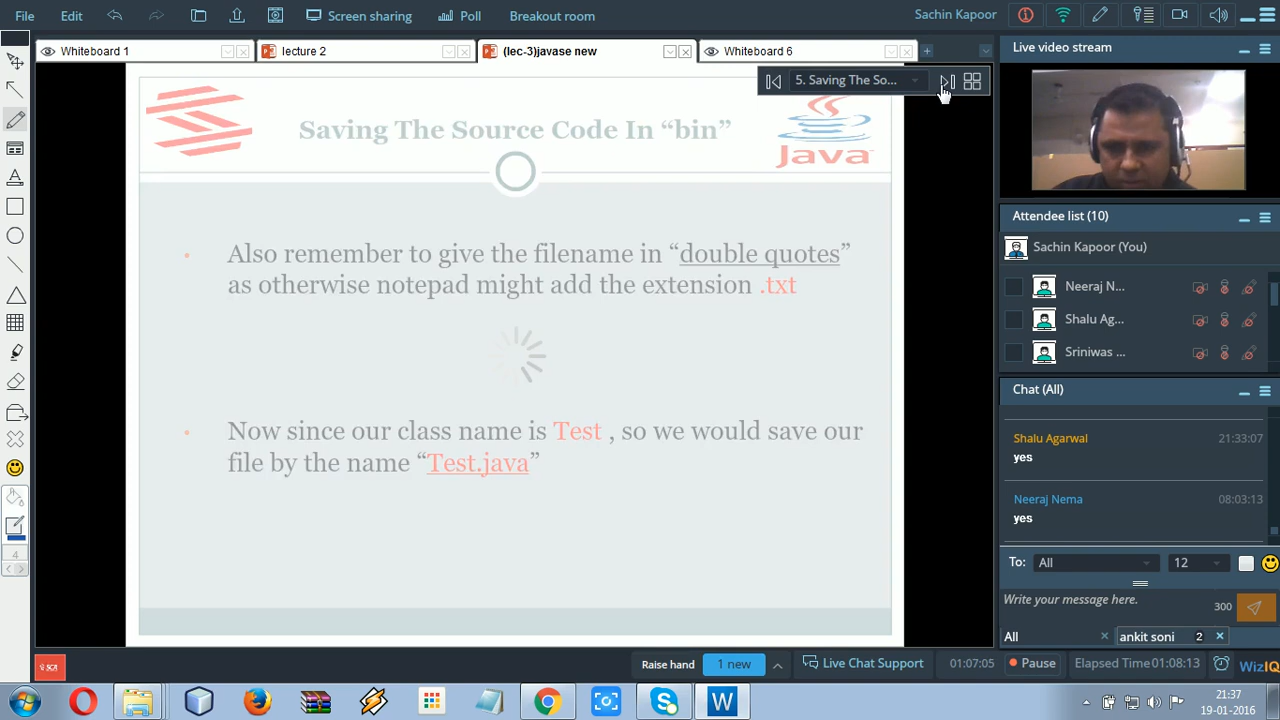 File Edit Screen sharing Poll Breakout room Sachin Kapoor
Whiteboard 1 lecture 2 (lec-3)javase new Whiteboard 6
Live video stream
5. Saving The So...
Saving The Source Code In “bin”
Java
Also remember to give the filename in “double quotes”
as otherwise notepad might add the extension .txt
Now since our class name is Test , so we would save our
file by the name “Test.java”
Attendee list (10)
Sachin Kapoor (You)
Neeraj N...
Shalu Ag...
Sriniwas ...
Chat (All)
Shalu Agarwal 21:33:07
yes
Neeraj Nema 08:03:13
yes
To: All 12
Write your message here. 300
All ankit soni 2
4
SCA Raise hand 1 new Live Chat Support 01:07:05 Pause Elapsed Time 01:08:13 WizIQ
21:37
19-01-2016